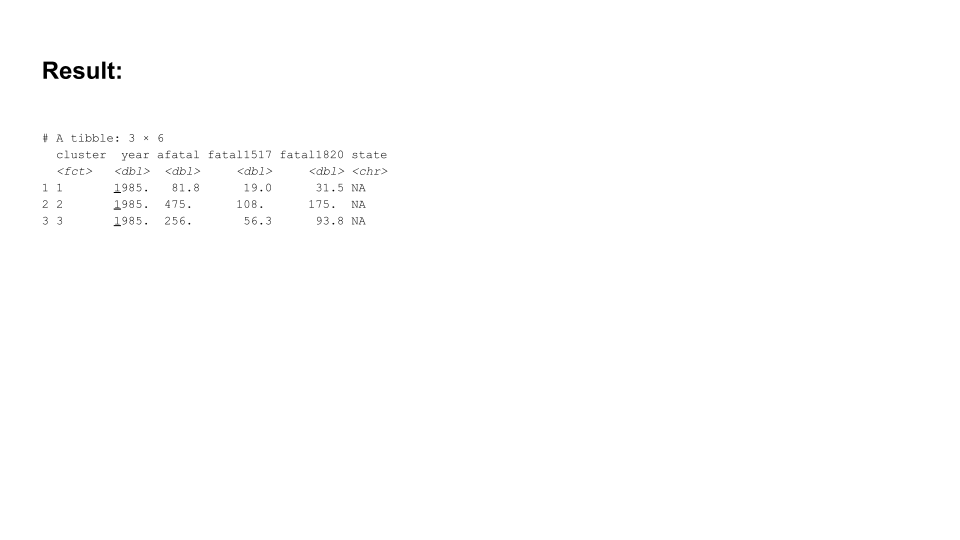 Result:
# A tibble: 3 × 6
cluster year afatal fatal1517 fatal1820 state
<fct> <dbl> <dbl> <dbl> <dbl> <chr>
1 1 1985. 81.8 19.0 31.5 NA
2 2 1985. 475. 108. 175. NA
3 3 1985. 256. 56.3 93.8 NA